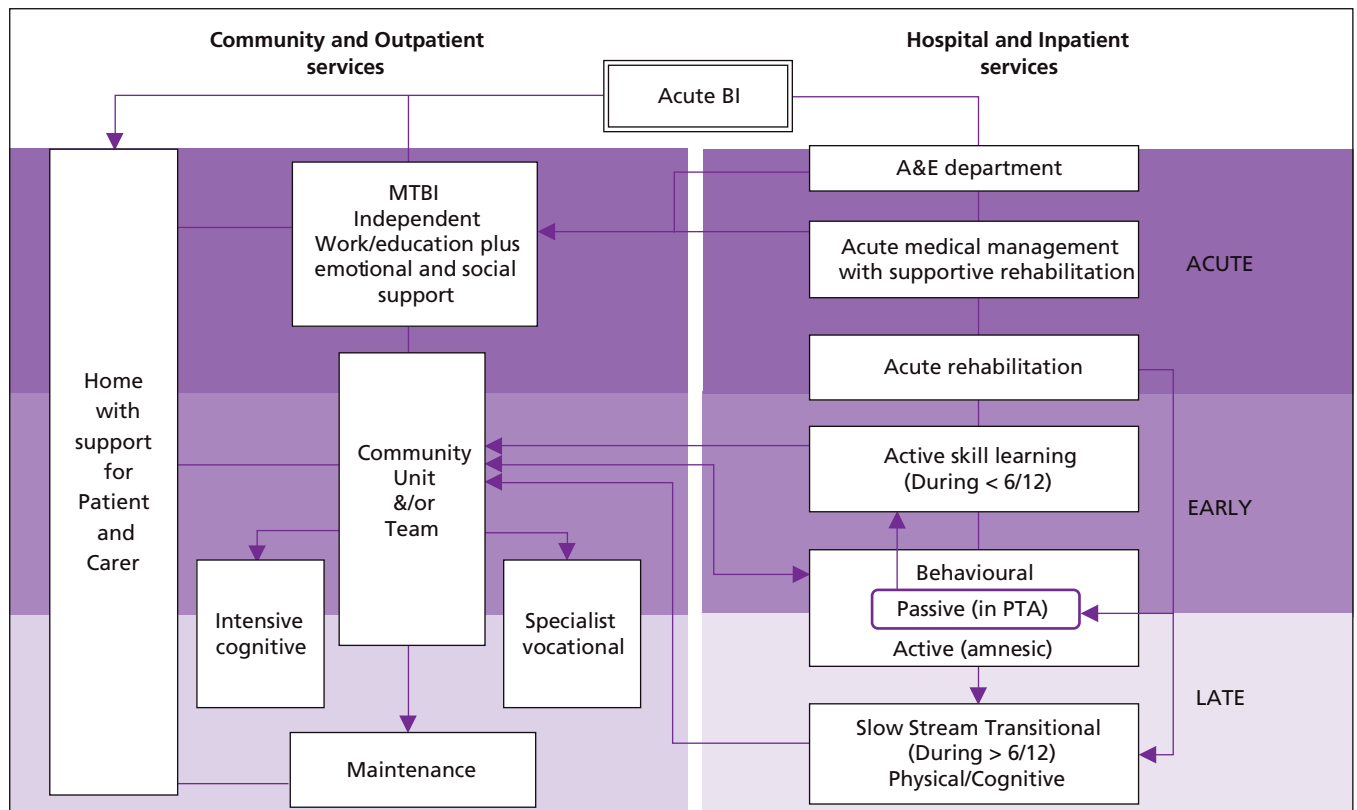 Community and Outpatient
services
Hospital and Inpatient
services
Acute BI
Home
with
support
for
Patient
and
Carer
MTBI
Independent
Work/education plus
emotional and social
support
Community
Unit
&/or
Team
Intensive
cognitive
Specialist
vocational
Maintenance
A&E department
Acute medical management
with supportive rehabilitation
Acute rehabilitation
Active skill learning
(During < 6/12)
Behavioural
Passive (in PTA)
Active (amnesic)
Slow Stream Transitional
(During > 6/12)
Physical/Cognitive
ACUTE
EARLY
LATE